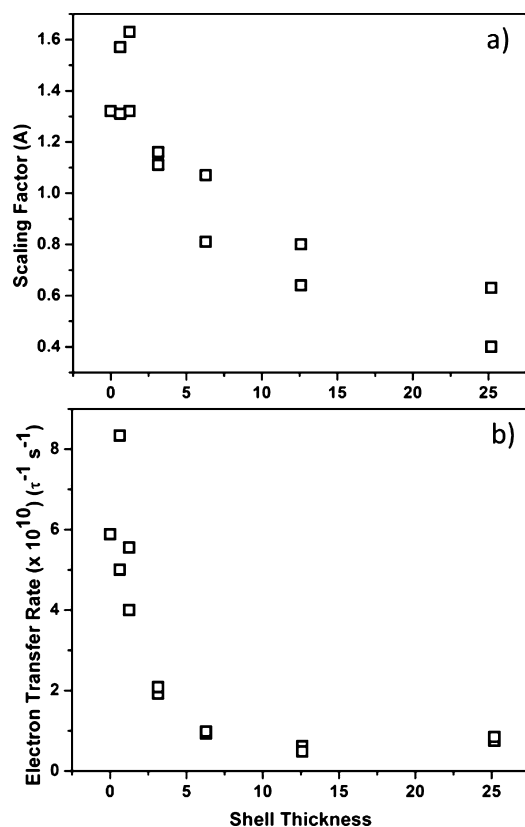 a)
Scaling Factor (A)
1.6
1.4
1.2
1.0
0.8
0.6
0.4
0 5 10 15 20 25
b)
Electron Transfer Rate (x 10^10) (τ^-1 s^-1)
8
6
4
2
0
0 5 10 15 20 25
Shell Thickness